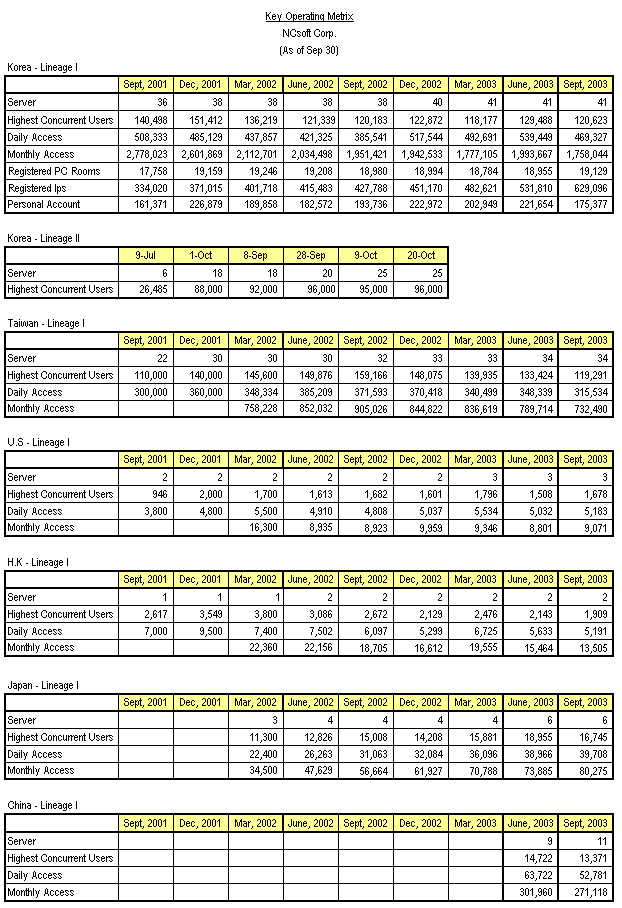 Key Operating Metrix
NCsoft Corp.
(As of Sep 30)
Korea - Lineage I
Sept, 2001 Dec, 2001 Mar, 2002 June, 2002 Sept, 2002 Dec, 2002 Mar, 2003 June, 2003 Sept, 2003
Server 36 38 38 38 38 40 41 41 41
Highest Concurrent Users 140,498 151,412 136,219 121,339 120,183 122,872 118,177 129,488 120,623
Daily Access 508,333 485,129 437,857 421,325 385,541 517,544 492,691 539,449 469,327
Monthly Access 2,778,023 2,601,869 2,112,701 2,034,498 1,951,421 1,942,533 1,777,105 1,993,667 1,758,044
Registered PC Rooms 17,758 19,159 19,246 19,208 18,980 18,994 18,784 18,955 19,129
Registered Ips 334,020 371,015 401,718 415,483 427,788 451,170 482,621 531,810 629,096
Personal Account 161,371 226,879 189,858 182,572 193,736 222,972 202,949 221,654 175,377
Korea - Lineage II
9-Jul 1-Oct 8-Sep 28-Sep 9-Oct 20-Oct
Server 6 18 18 20 25 25
Highest Concurrent Users 26,485 88,000 92,000 96,000 95,000 96,000
Taiwan - Lineage I
Sept, 2001 Dec, 2001 Mar, 2002 June, 2002 Sept, 2002 Dec, 2002 Mar, 2003 June, 2003 Sept, 2003
Server 22 30 30 30 32 33 33 34 34
Highest Concurrent Users 110,000 140,000 145,600 149,876 159,166 148,075 139,935 133,424 119,291
Daily Access 300,000 360,000 348,334 385,209 371,593 370,418 340,499 348,339 315,534
Monthly Access 758,228 852,032 905,026 844,822 836,619 789,714 732,490
U.S - Lineage I
Sept, 2001 Dec, 2001 Mar, 2002 June, 2002 Sept, 2002 Dec, 2002 Mar, 2003 June, 2003 Sept, 2003
Server 2 2 2 2 2 2 3 3 3
Highest Concurrent Users 946 2,000 1,700 1,613 1,682 1,601 1,796 1,508 1,678
Daily Access 3,800 4,800 5,500 4,910 4,808 5,037 5,534 5,032 5,183
Monthly Access 16,300 8,935 8,923 9,959 9,346 8,801 9,071
H.K - Lineage I
Sept, 2001 Dec, 2001 Mar, 2002 June, 2002 Sept, 2002 Dec, 2002 Mar, 2003 June, 2003 Sept, 2003
Server 1 1 1 2 2 2 2 2 2
Highest Concurrent Users 2,617 3,549 3,800 3,086 2,672 2,129 2,476 2,143 1,909
Daily Access 7,000 9,500 7,400 7,502 6,097 5,299 6,725 5,633 5,191
Monthly Access 22,360 22,156 18,705 16,612 19,555 15,464 13,505
Japan - Lineage I
Sept, 2001 Dec, 2001 Mar, 2002 June, 2002 Sept, 2002 Dec, 2002 Mar, 2003 June, 2003 Sept, 2003
Server 3 4 4 4 4 6 6
Highest Concurrent Users 11,300 12,826 15,008 14,208 15,881 18,955 16,745
Daily Access 22,400 26,263 31,063 32,084 36,096 38,966 39,708
Monthly Access 34,500 47,629 56,664 61,927 70,788 73,885 80,275
China - Lineage I
Sept, 2001 Dec, 2001 Mar, 2002 June, 2002 Sept, 2002 Dec, 2002 Mar, 2003 June, 2003 Sept, 2003
Server 9 11
Highest Concurrent Users 14,722 13,371
Daily Access 63,722 52,781
Monthly Access 301,960 271,118